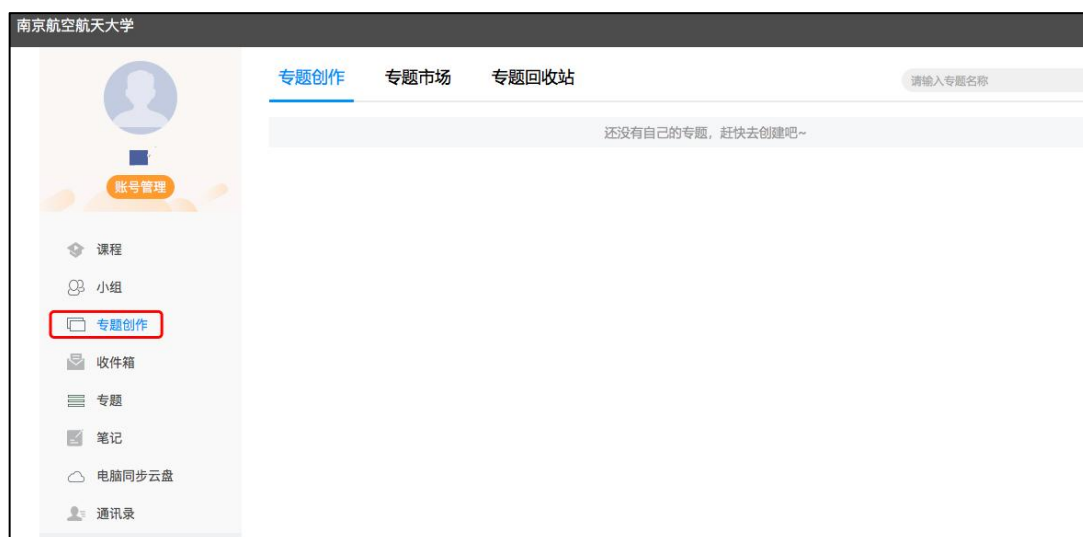 南京航空航天大学
专题创作 专题市场 专题回收站 请输入专题名称
还没有自己的专题，赶快去创建吧~
账号管理
课程
小组
专题创作
收件箱
专题
笔记
电脑同步云盘
通讯录